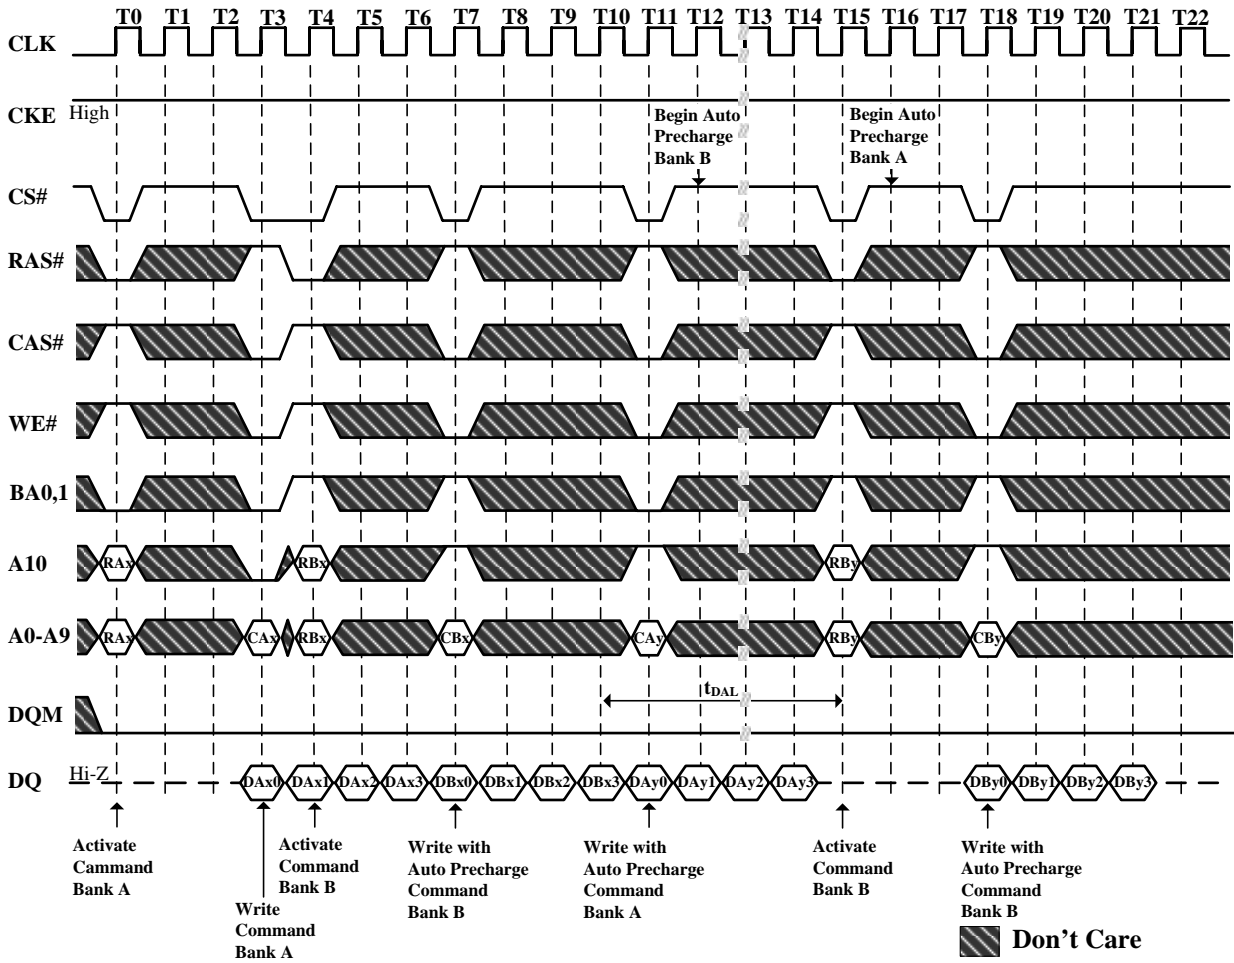 T0 T1 T2 T3 T4 T5 T6 T7 T8 T9 T10 T11 T12 T13 T15 T16 T17 T18 T19 T20 T21 T22
CLK
CKE High
Begin Auto
Precharge
Bank B
Begin Auto
Precharge
Bank A
CS#
RAS#
CAS#
WE#
BA0,1
A10 RAx RBx RBy
A0-A9 RAx CAx RBx CBx CAy RBy CBy
tDAL
DQM
DQ Hi-Z DAx0 DAx1 DAx2 DAx3 DBx0 DBx1 DBx2 DBx3 DAy0 DAy1 DAy2 DAy3 DBy0 DBy1 DBy2 DBy3
Activate
Cammand
Bank A
Write
Command
Bank A
Activate
Command
Bank B
Write with
Auto Precharge
Command
Bank B
Write with
Auto Precharge
Command
Bank A
Activate
Command
Bank B
Write with
Auto Precharge
Command
Bank B
Don't Care